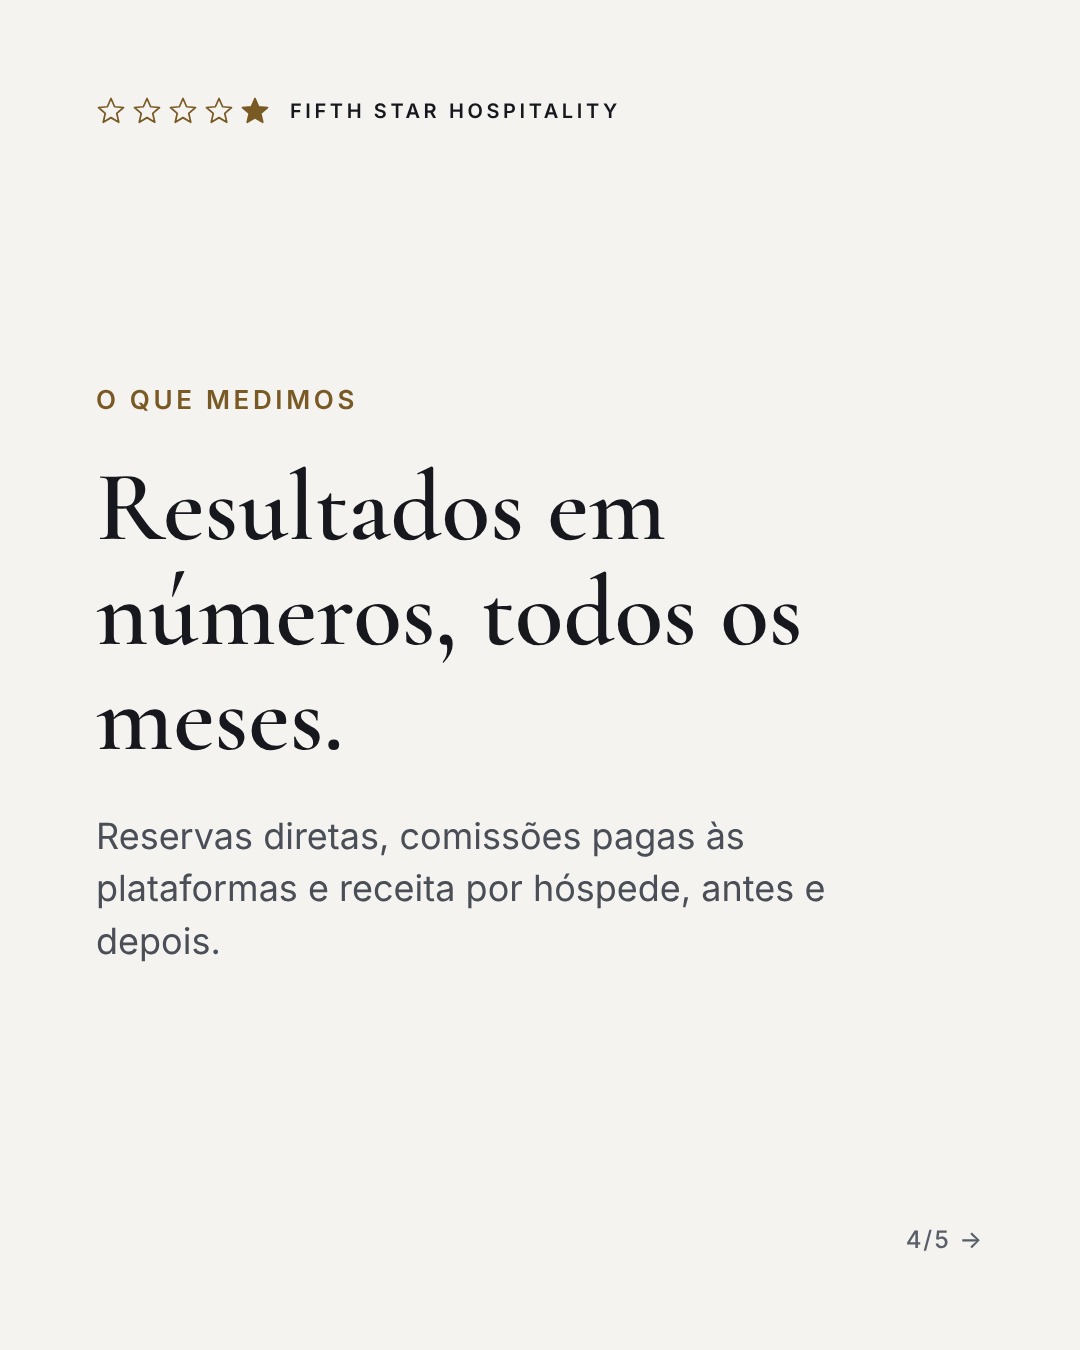 FIFTH STAR HOSPITALITY
O QUE MEDIMOS
Resultados em
números, todos os
meses.
Reservas diretas, comissões pagas às
plataformas e receita por hóspede, antes e
depois.
4/5 →